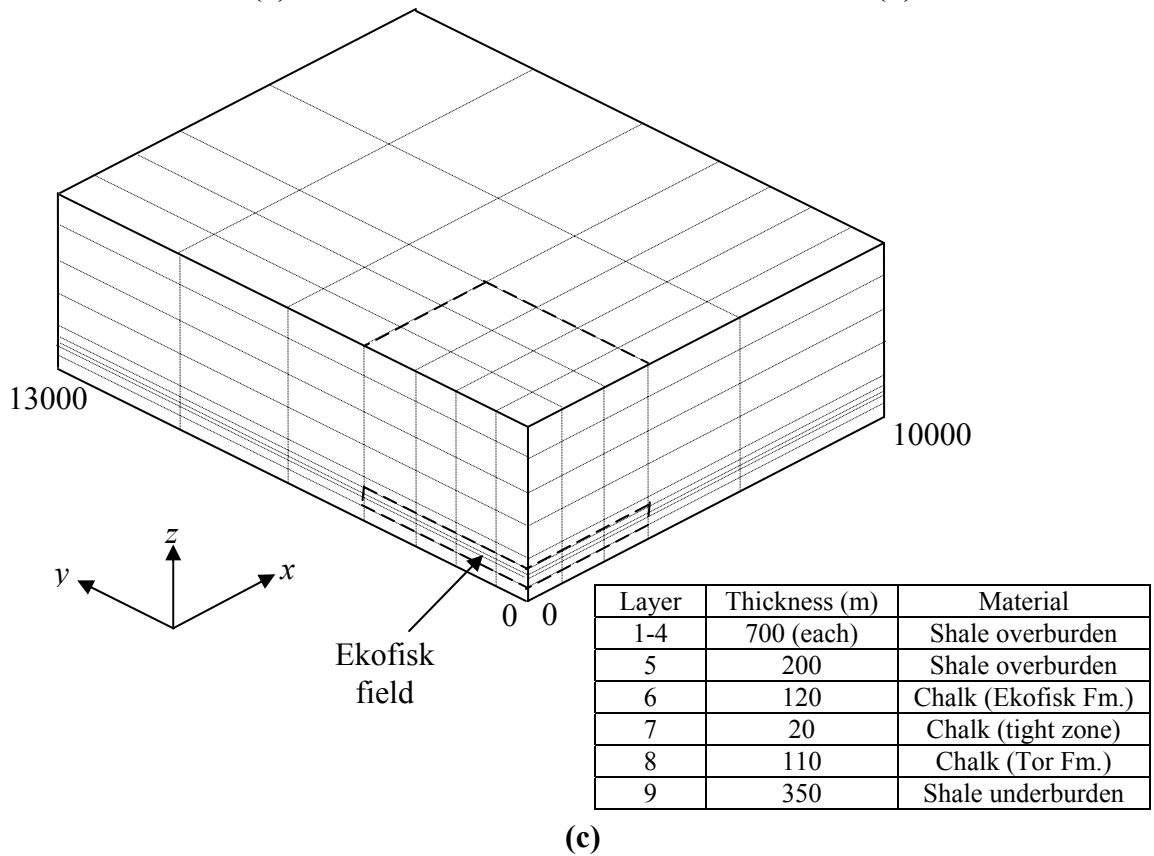 13000
10000
z
y
x
0 0
Ekofisk
field
Layer Thickness (m) Material
1-4 700 (each) Shale overburden
5 200 Shale overburden
6 120 Chalk (Ekofisk Fm.)
7 20 Chalk (tight zone)
8 110 Chalk (Tor Fm.)
9 350 Shale underburden
(c)